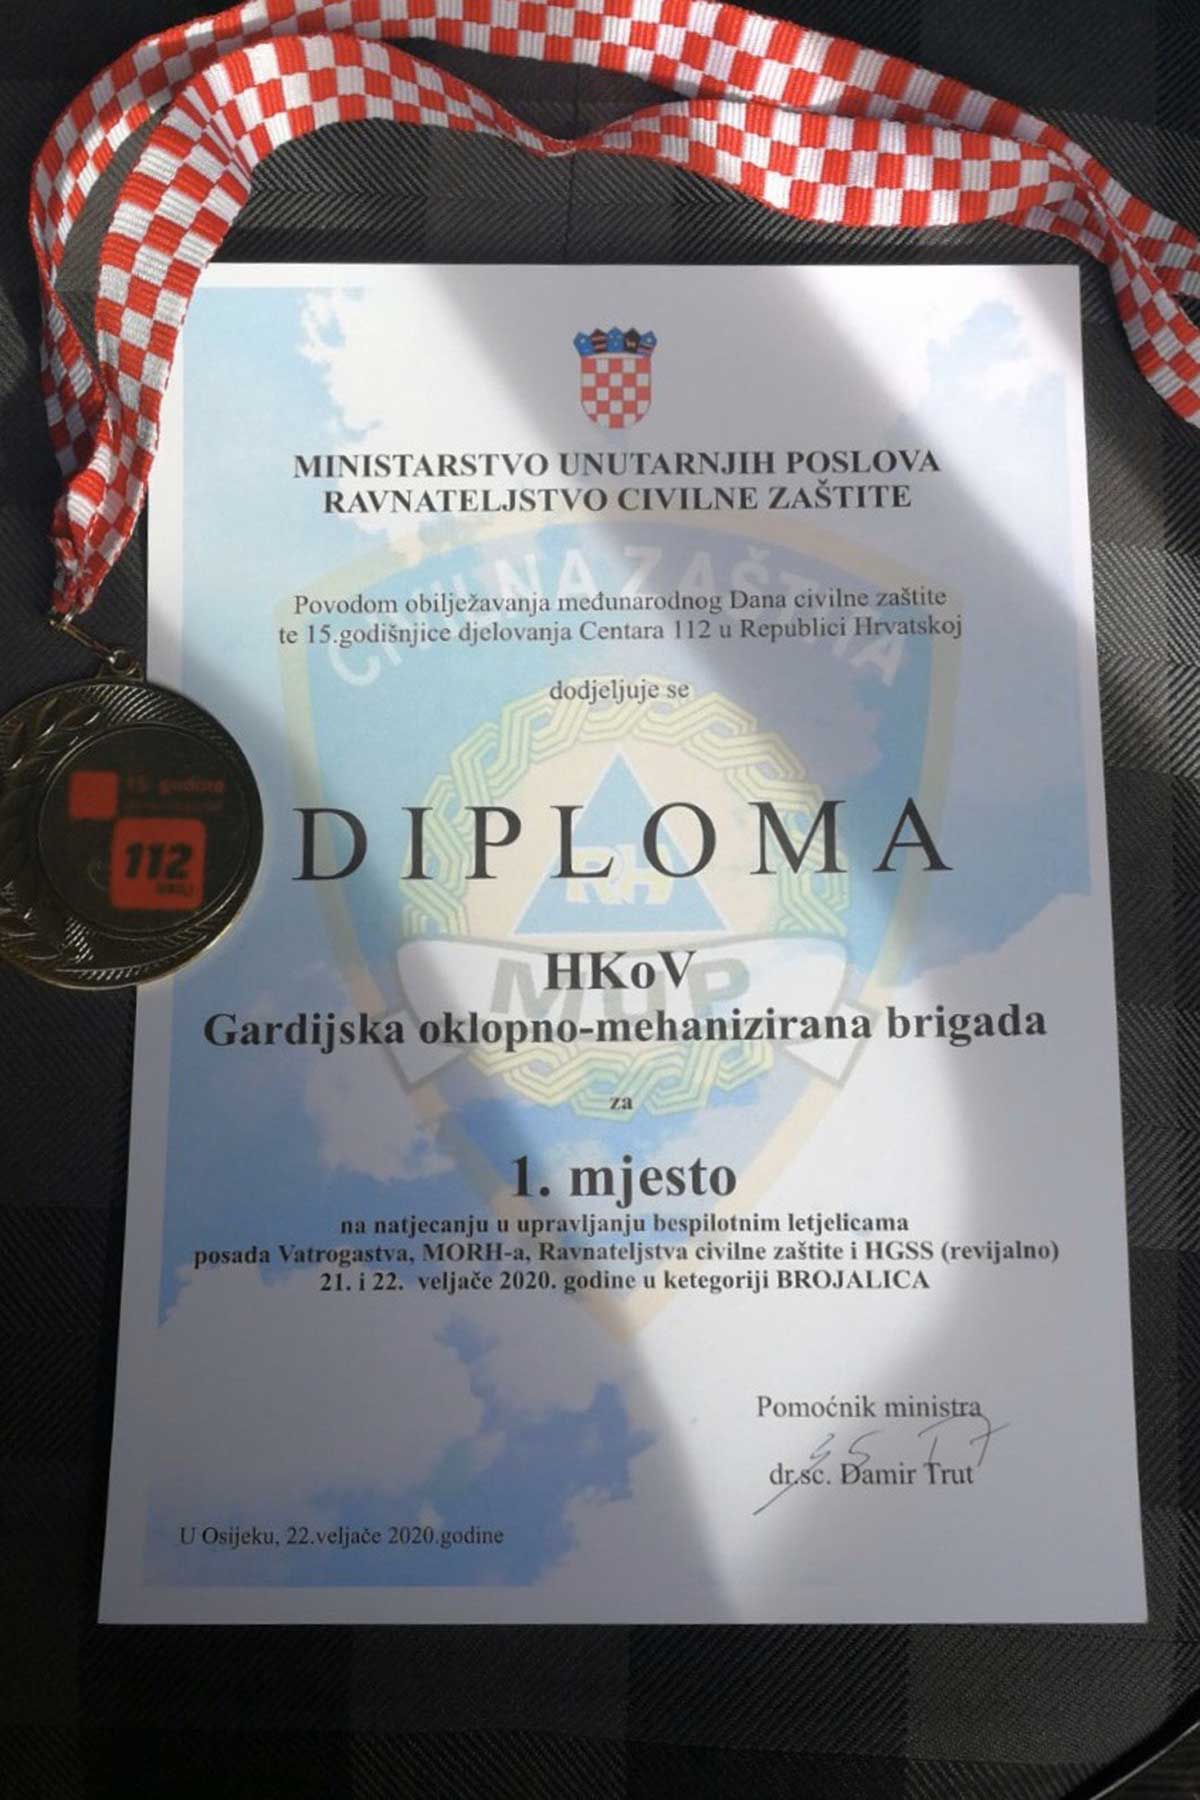 MINISTARSTVO UNUTARNJIH POSLOVA
RAVNATELJSTVO CIVILNE ZAŠTITE
CIVILNA ZAŠTITA
Povodom obilježavanja međunarodnog Dana civilne zaštite
te 15.godišnjice djelovanja Centara 112 u Republici Hrvatskoj
dodjeljuje se
15 godina
112
DIPLOMA
RH
HKoV
MUP
Gardijska oklopno-mehanizirana brigada
za
1. mjesto
na natjecanju u upravljanju bespilotnim letjelicama
posada Vatrogastva, MORH-a, Ravnateljstva civilne zaštite i HGSS (revijalno)
21. i 22. veljače 2020. godine u ketegoriji BROJALICA
Pomoćnik ministra
dr.sc. Damir Trut
U Osijeku, 22.veljače 2020.godine